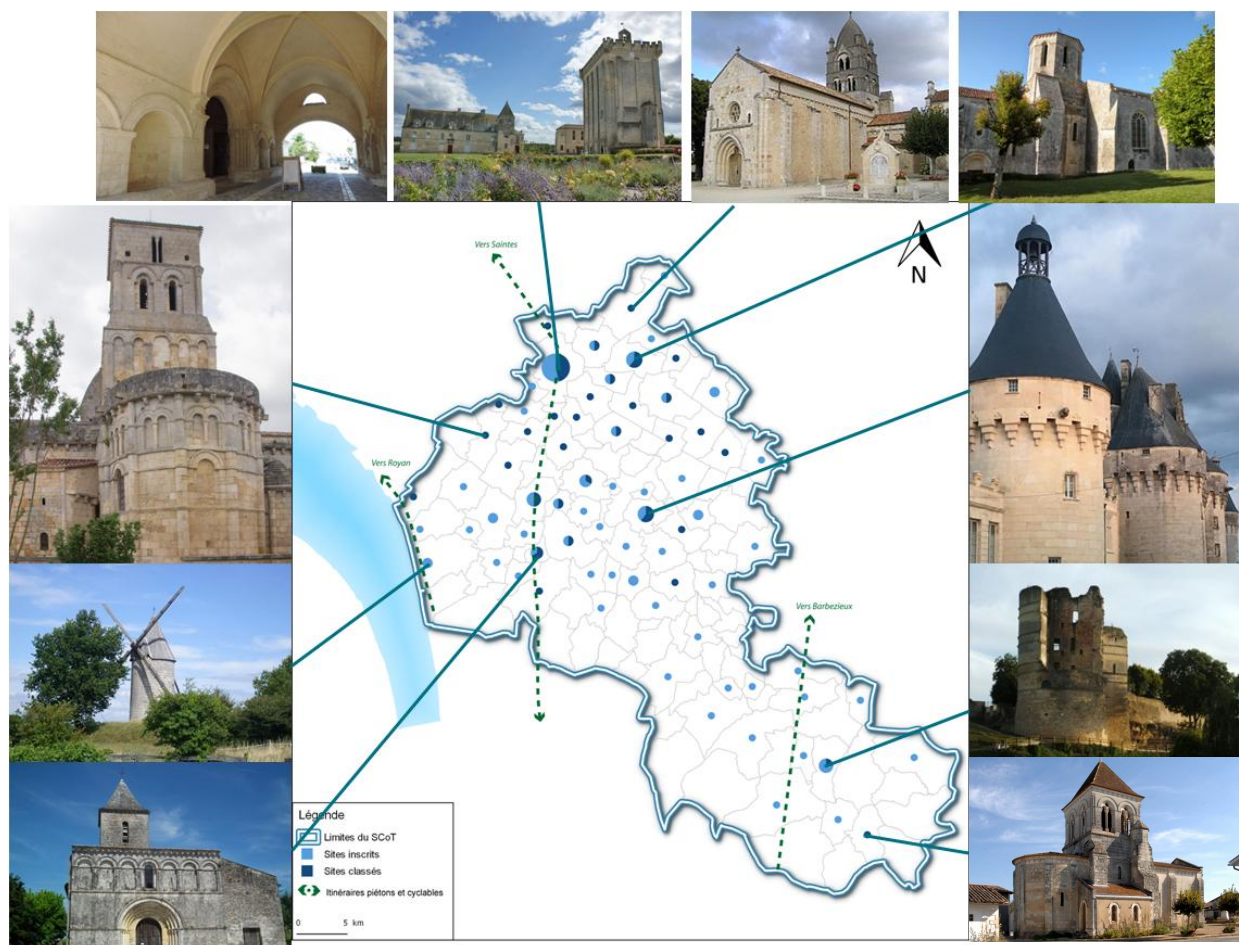 Vers Saintes
N
Vers Royan
Vers Barbezieux
Légende
Limites du SCoT
Sites inscrits
Sites classés
Itinéraires piétons et cyclables
0 5 km